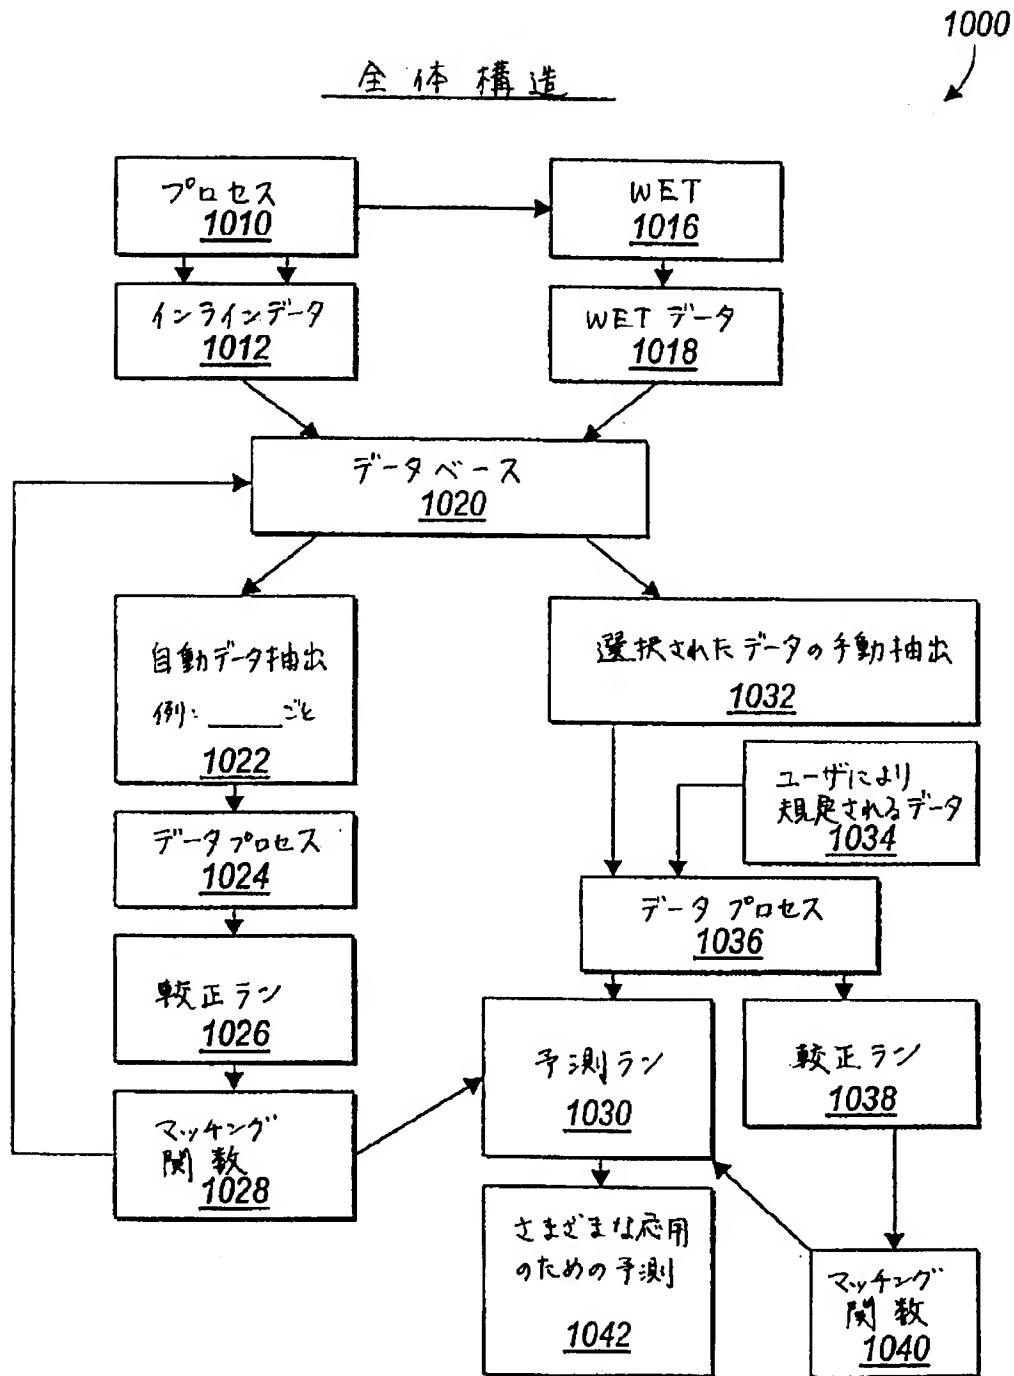 1000
全体構造
プロセス
1010
WET
1016
インラインデータ
1012
WET データ
1018
データベース
1020
自動データ抽出
例:______ごと
1022
選択されたデータの手動抽出
1032
ユーザにより
規定されるデータ
1034
データプロセス
1024
データプロセス
1036
較正ラン
1026
予測ラン
1030
較正ラン
1038
マッチング
関数
1028
さまざまな応用
のための予測
1042
マッチング
関数
1040